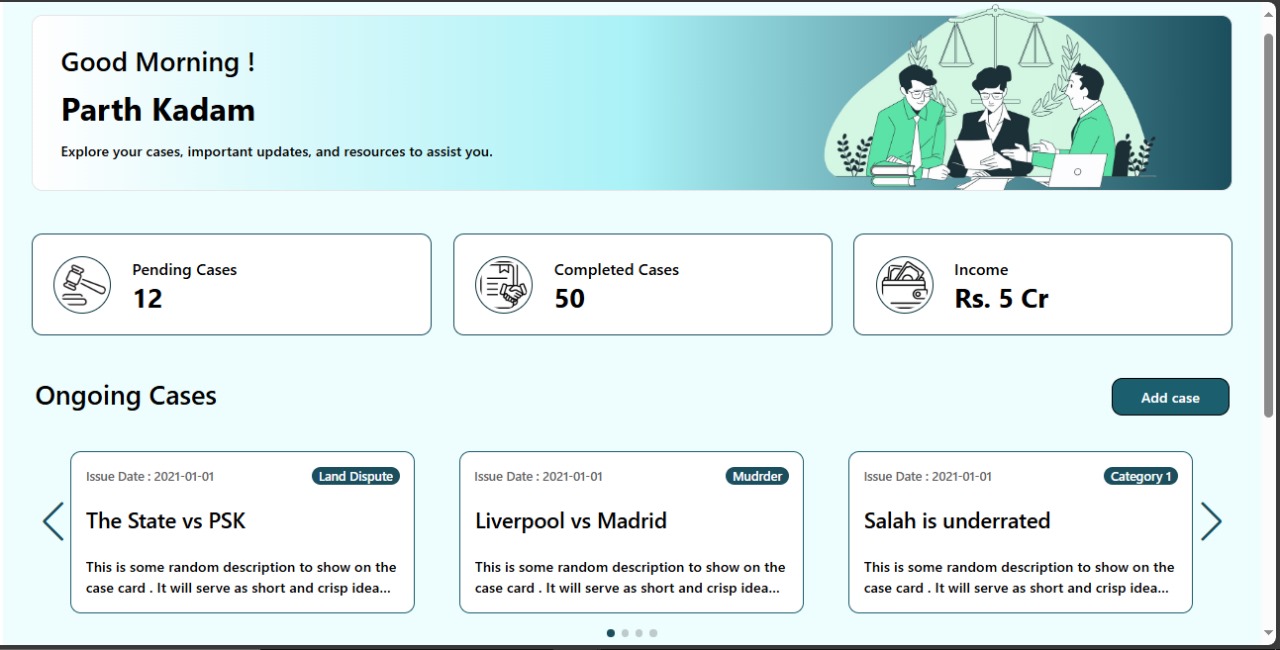 Good Morning !
Parth Kadam
Explore your cases, important updates, and resources to assist you.
Pending Cases
12
Completed Cases
50
Income
Rs. 5 Cr
Ongoing Cases
Add case
Issue Date : 2021-01-01
Land Dispute
The State vs PSK
This is some random description to show on the
case card . It will serve as short and crisp idea...
Issue Date : 2021-01-01
Mudrder
Liverpool vs Madrid
This is some random description to show on the
case card . It will serve as short and crisp idea...
Issue Date : 2021-01-01
Category 1
Salah is underrated
This is some random description to show on the
case card . It will serve as short and crisp idea...